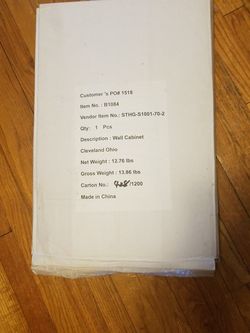 Customer 's PO# 1518
Item No. : B1084
Vendor Item No.: STHG-S1001-70-2
Qty: 1 Pcs
Description : Wall Cabinet
Cleveland Ohio
Net Weight : 12.76 lbs
Gross Weight : 13.86 lbs
Carton No.: 428/1200
Made in China